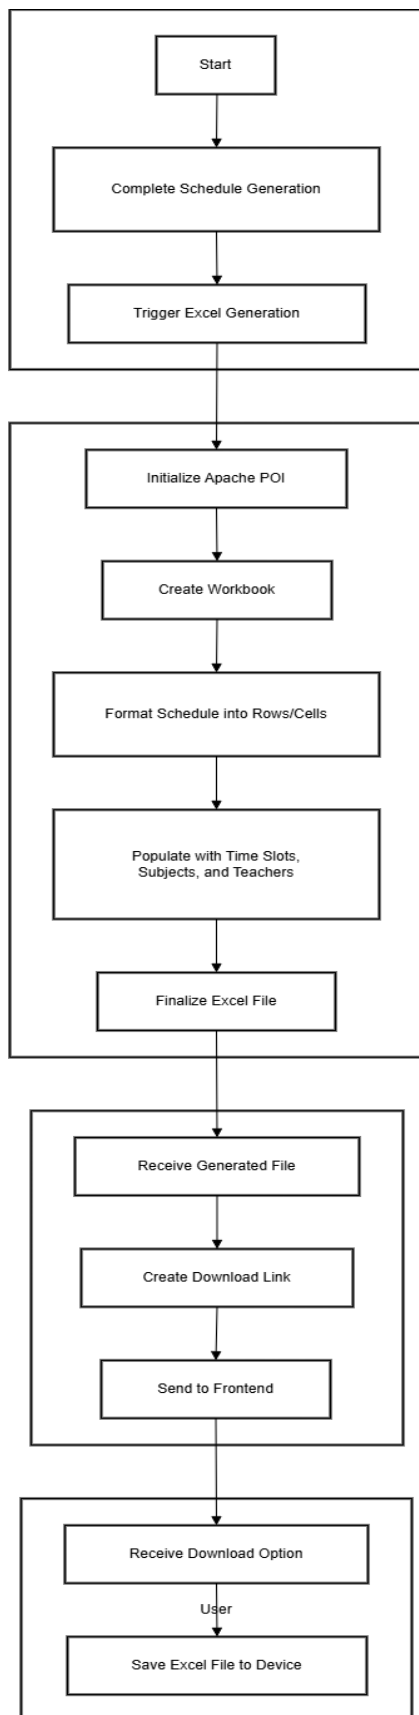 Start
Complete Schedule Generation
Trigger Excel Generation
Initialize Apache POI
Create Workbook
Format Schedule into Rows/Cells
Populate with Time Slots,
Subjects, and Teachers
Finalize Excel File
Receive Generated File
Create Download Link
Send to Frontend
Receive Download Option
User
Save Excel File to Device